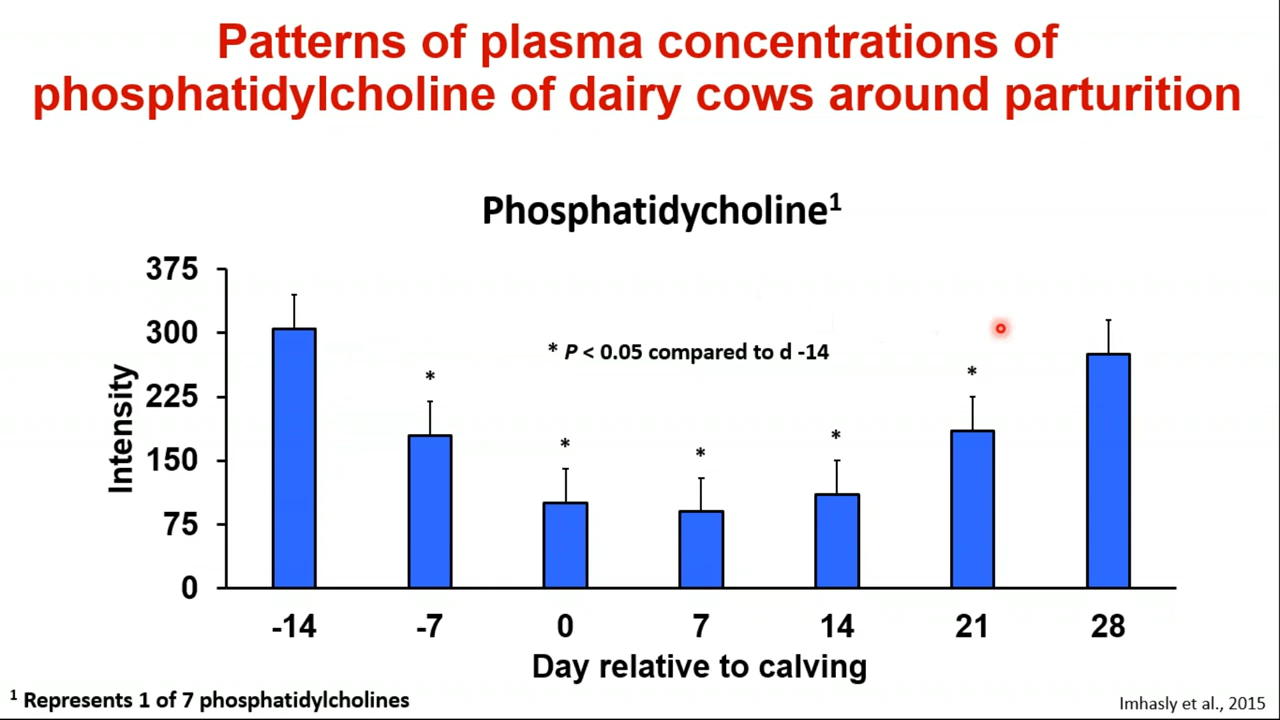 Patterns of plasma concentrations of
phosphatidylcholine of dairy cows around parturition
Phosphatidycholine¹
375
300
225
150
75
0
Intensity
* P < 0.05 compared to d -14
*
*
*
*
*
-14 -7 0 7 14 21 28
Day relative to calving
¹ Represents 1 of 7 phosphatidylcholines
Imhasly et al., 2015